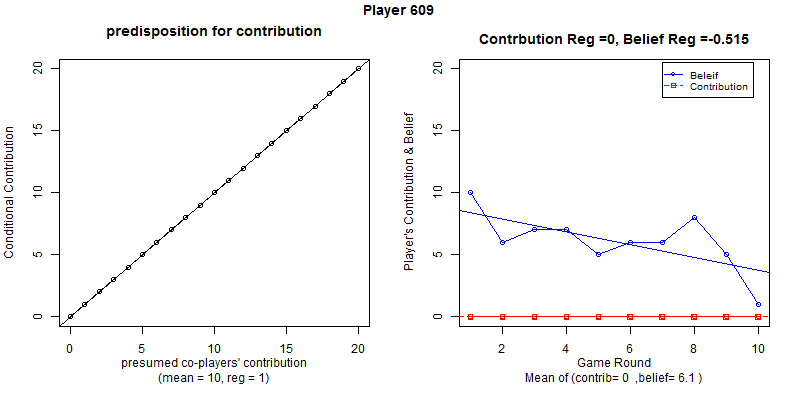 Player 609
predisposition for contribution
Conditional Contribution
20
15
10
5
0
0 5 10 15 20
presumed co-players' contribution
(mean = 10, reg = 1)
Contrbution Reg =0, Belief Reg =-0.515
Player's Contribution & Belief
20
15
10
5
0
Beleif
Contribution
2 4 6 8 10
Game Round
Mean of (contrib= 0 ,belief= 6.1 )